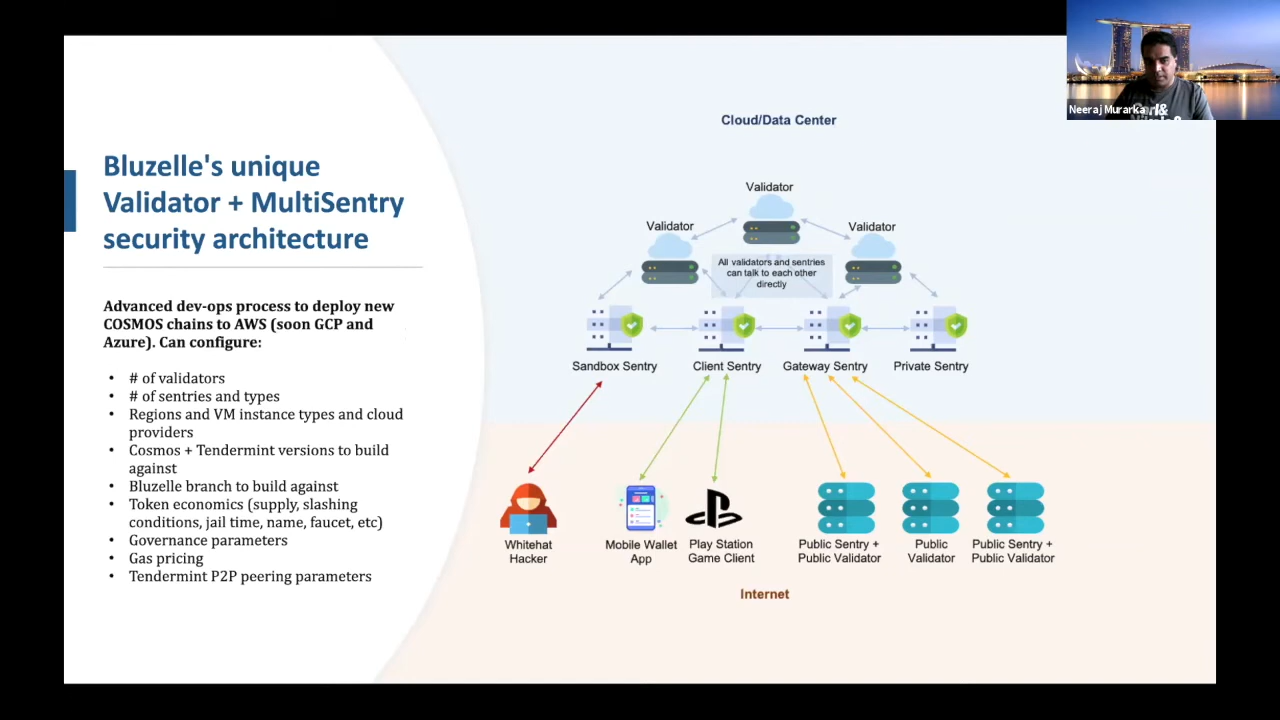 Neeraj Murarka
Bluzelle's unique
Validator + MultiSentry
security architecture
Advanced dev-ops process to deploy new
COSMOS chains to AWS (soon GCP and
Azure). Can configure:
• # of validators
• # of sentries and types
• Regions and VM instance types and cloud
providers
• Cosmos + Tendermint versions to build
against
• Bluzelle branch to build against
• Token economics (supply, slashing
conditions, jail time, name, faucet, etc)
• Governance parameters
• Gas pricing
• Tendermint P2P peering parameters
Cloud/Data Center
Validator
Validator
Validator
All validators and sentries
can talk to each other
directly
Sandbox Sentry
Client Sentry
Gateway Sentry
Private Sentry
Whitehat
Hacker
Mobile Wallet
App
Play Station
Game Client
Public Sentry +
Public Validator
Public
Validator
Public Sentry +
Public Validator
Internet